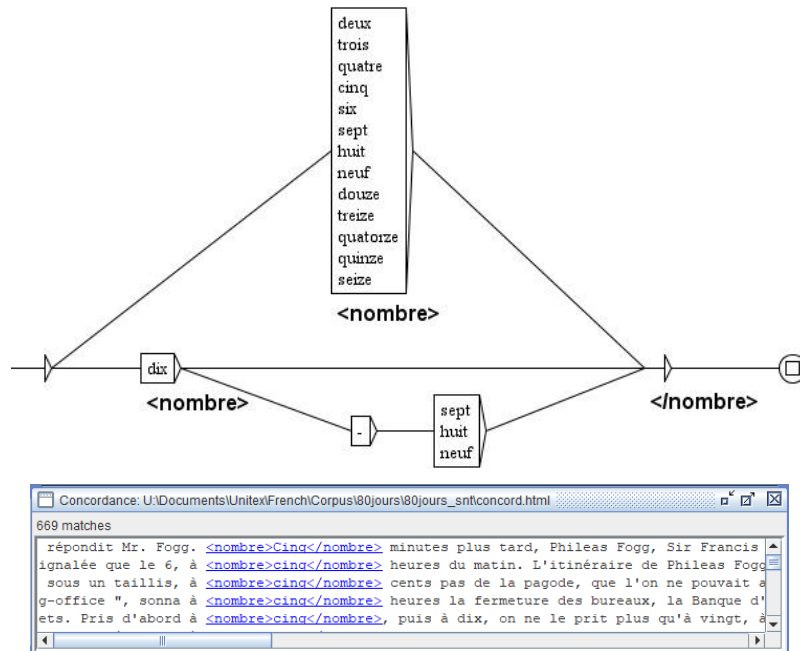 deux
trois
quatre
cinq
six
sept
huit
neuf
douze
treize
quatorze
quinze
seize
<nombre>
dix
<nombre>
-
sept
huit
neuf
</nombre>
Concordance: U:\Documents\Unitex\French\Corpus\80jours\80jours_snt\concord.html
669 matches
répondit Mr. Fogg. <nombre>Cinq</nombre> minutes plus tard, Phileas Fogg, Sir Francis
ignalée que le 6, à <nombre>cinq</nombre> heures du matin. L'itinéraire de Phileas Fogg
sous un taillis, à <nombre>cinq</nombre> cents pas de la pagode, que l'on ne pouvait a
g-office ", sonna à <nombre>cinq</nombre> heures la fermeture des bureaux, la Banque d'
ets. Pris d'abord à <nombre>cinq</nombre>, puis à dix, on ne le prit plus qu'à vingt, à